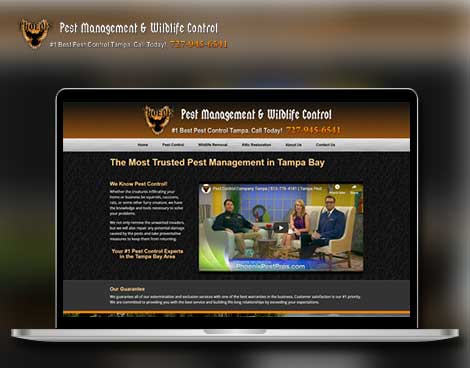 PHOENIX
Pest Management & Wildlife Control
#1 Best Pest Control Tampa. Call Today! 727-945-6541
PHOENIX
Pest Management & Wildlife Control
#1 Best Pest Control Tampa. Call Today! 727-945-6541
Home Pest Control Wildlife Removal Attic Restoration About Us Contact Us
The Most Trusted Pest Management in Tampa Bay
We Know Pest Control!
Whether the creatures infiltrating your
home or business be squirrels, raccoons,
rats, or some other furry creature, we have
the knowledge and tools necessary to solve
your problems.
We not only remove the unwanted invaders,
but we will also repair any potential damage
caused by the pests and take preventative
measures to keep them from returning.
Your #1 Pest Control Experts
in the Tampa Bay Area
Pest Control Company Tampa | 813-776-4181 | Tampa Pest
PhoenixPestPros.com
Our Guarantee
We guarantee all of our extermination and exclusion services with one of the best warranties in the business. Customer satisfaction is our #1 priority.
We are committed to providing you with the best service and building life-long relationships by exceeding your expectations.